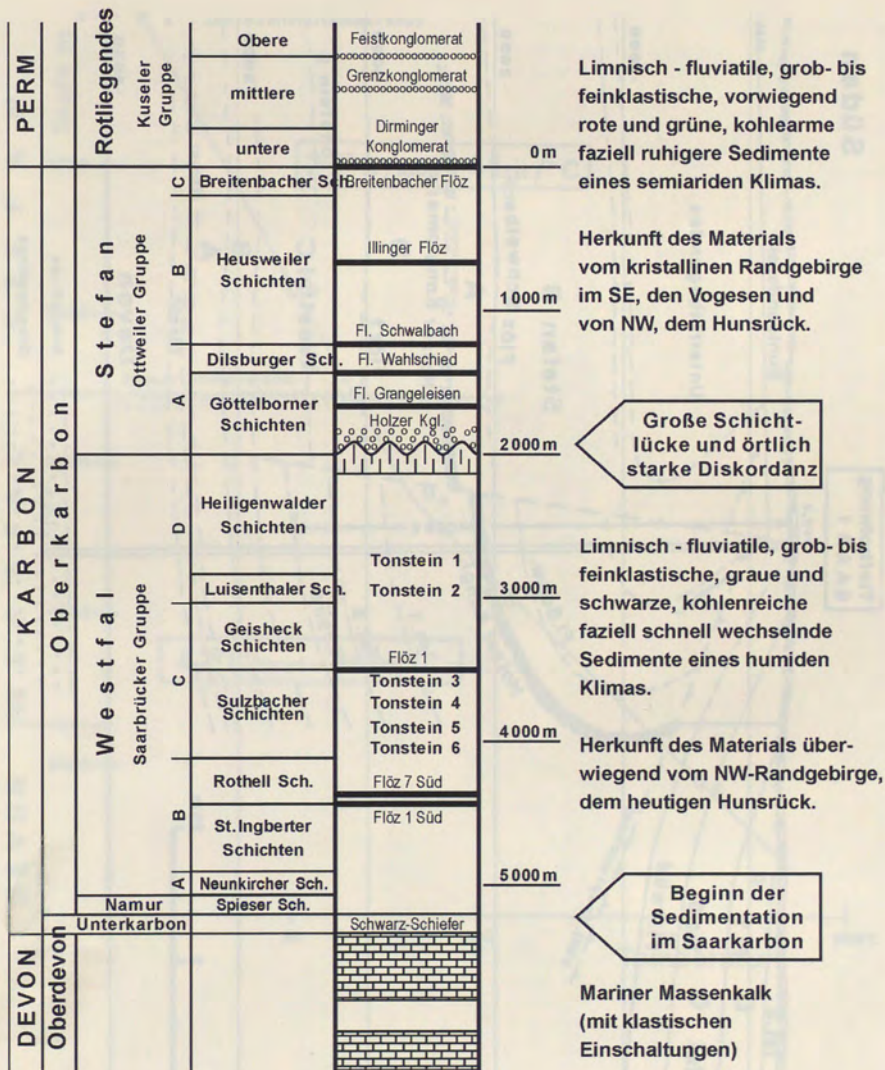 PERM
Rotliegendes
Kuseler
Gruppe
Obere
mittlere
untere
Feistkonglomerat
Grenzkonglomerat
Dirminger
Konglomerat
0m
KARBON
Oberkarbon
Stefan
Ottweiler Gruppe
C
B
A
Breitenbacher Sch.
Breitenbacher Flöz
Heusweiler
Schichten
Illinger Flöz
1000m
Fl. Schwalbach
Dilsburger Sch.
Fl. Wahlschied
Göttelborner
Schichten
Fl. Grangeleisen
Holzer Kgl.
2000m
Westfal
Saarbrücker Gruppe
D
C
B
A
Heiligenwalder
Schichten
Tonstein 1
Luisenthaler Sch.
Tonstein 2
3000m
Geisheck
Schichten
Flöz 1
Sulzbacher
Schichten
Tonstein 3
Tonstein 4
Tonstein 5
Tonstein 6
4000m
Rothell Sch.
Flöz 7 Süd
St.Ingberter
Schichten
Flöz 1 Süd
Neunkircher Sch.
5000m
Namur
Spieser Sch.
Unterkarbon
Schwarz-Schiefer
DEVON
Oberdevon
Limnisch - fluviatile, grob- bis
feinklastische, vorwiegend
rote und grüne, kohlearme
faziell ruhigere Sedimente
eines semiariden Klimas.
Herkunft des Materials
vom kristallinen Randgebirge
im SE, den Vogesen und
von NW, dem Hunsrück.
Große Schicht-
lücke und örtlich
starke Diskordanz
Limnisch - fluviatile, grob- bis
feinklastische, graue und
schwarze, kohlenreiche
faziell schnell wechselnde
Sedimente eines humiden
Klimas.
Herkunft des Materials über-
wiegend vom NW-Randgebirge,
dem heutigen Hunsrück.
Beginn der
Sedimentation
im Saarkarbon
Mariner Massenkalk
(mit klastischen
Einschaltungen)